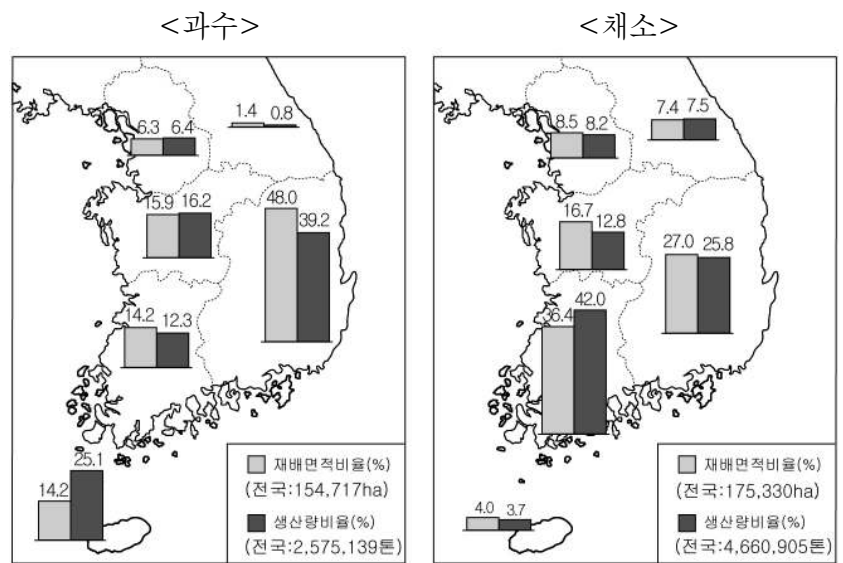 <과수>
1.4 0.8
6.3 6.4
15.9 16.2
48.0 39.2
14.2 12.3
14.2 25.1
재배면적비율(%)
(전국:154,717ha)
생산량비율(%)
(전국:2,575,139톤)
<채소>
7.4 7.5
8.5 8.2
16.7 12.8
27.0 25.8
36.4 42.0
4.0 3.7
재배면적비율(%)
(전국:175,330ha)
생산량비율(%)
(전국:4,660,905톤)